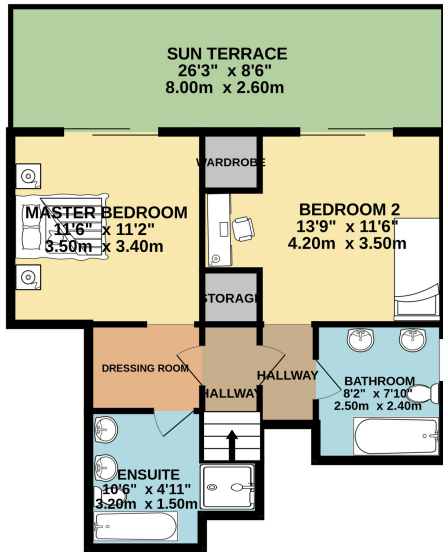 SUN TERRACE
26'3" x 8'6"
8.00m x 2.60m
WARDROBE
MASTER BEDROOM
11'6" x 11'2"
3.50m x 3.40m
BEDROOM 2
13'9" x 11'6"
4.20m x 3.50m
STORAGE
DRESSING ROOM
HALLWAY
HALLWAY
BATHROOM
8'2" x 7'10"
2.50m x 2.40m
ENSUITE
10'6" x 4'11"
3.20m x 1.50m